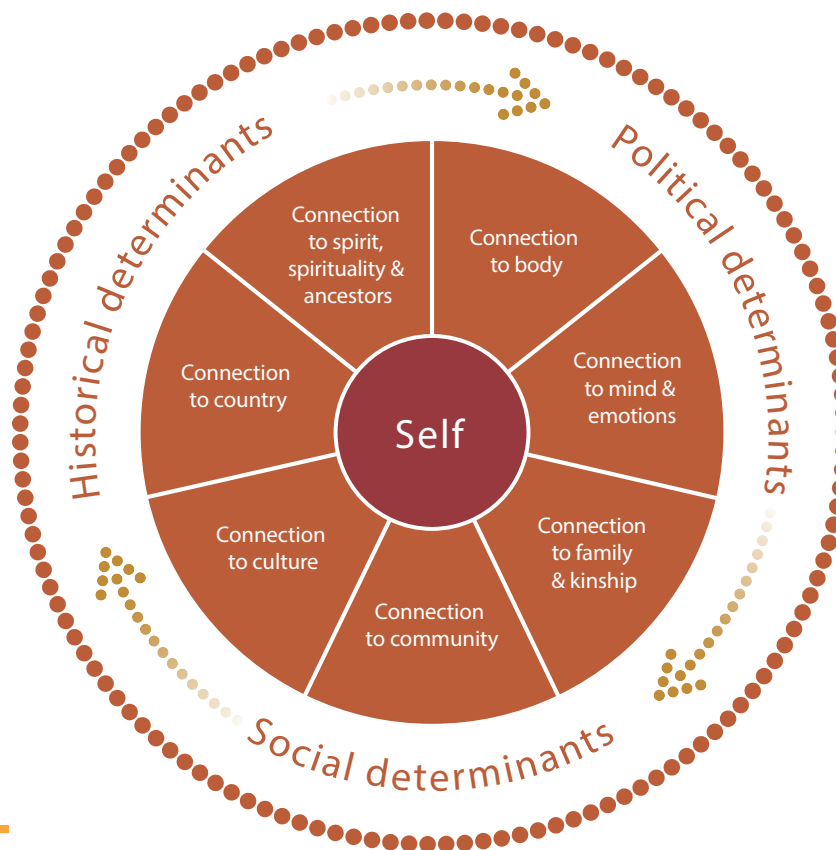 Historical determinants
Political determinants
Connection
to spirit,
spirituality &
ancestors
Connection
to body
Connection
to country
Connection
to mind &
emotions
Self
Connection
to culture
Connection
to family
& kinship
Connection
to community
Social determinants